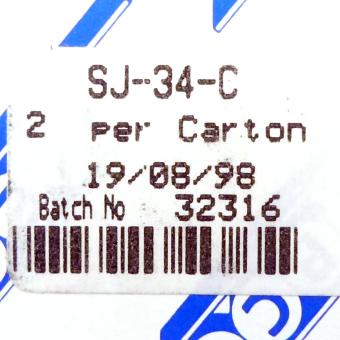 SJ-34-C
2 per Carton
19/08/98
Batch No 32316